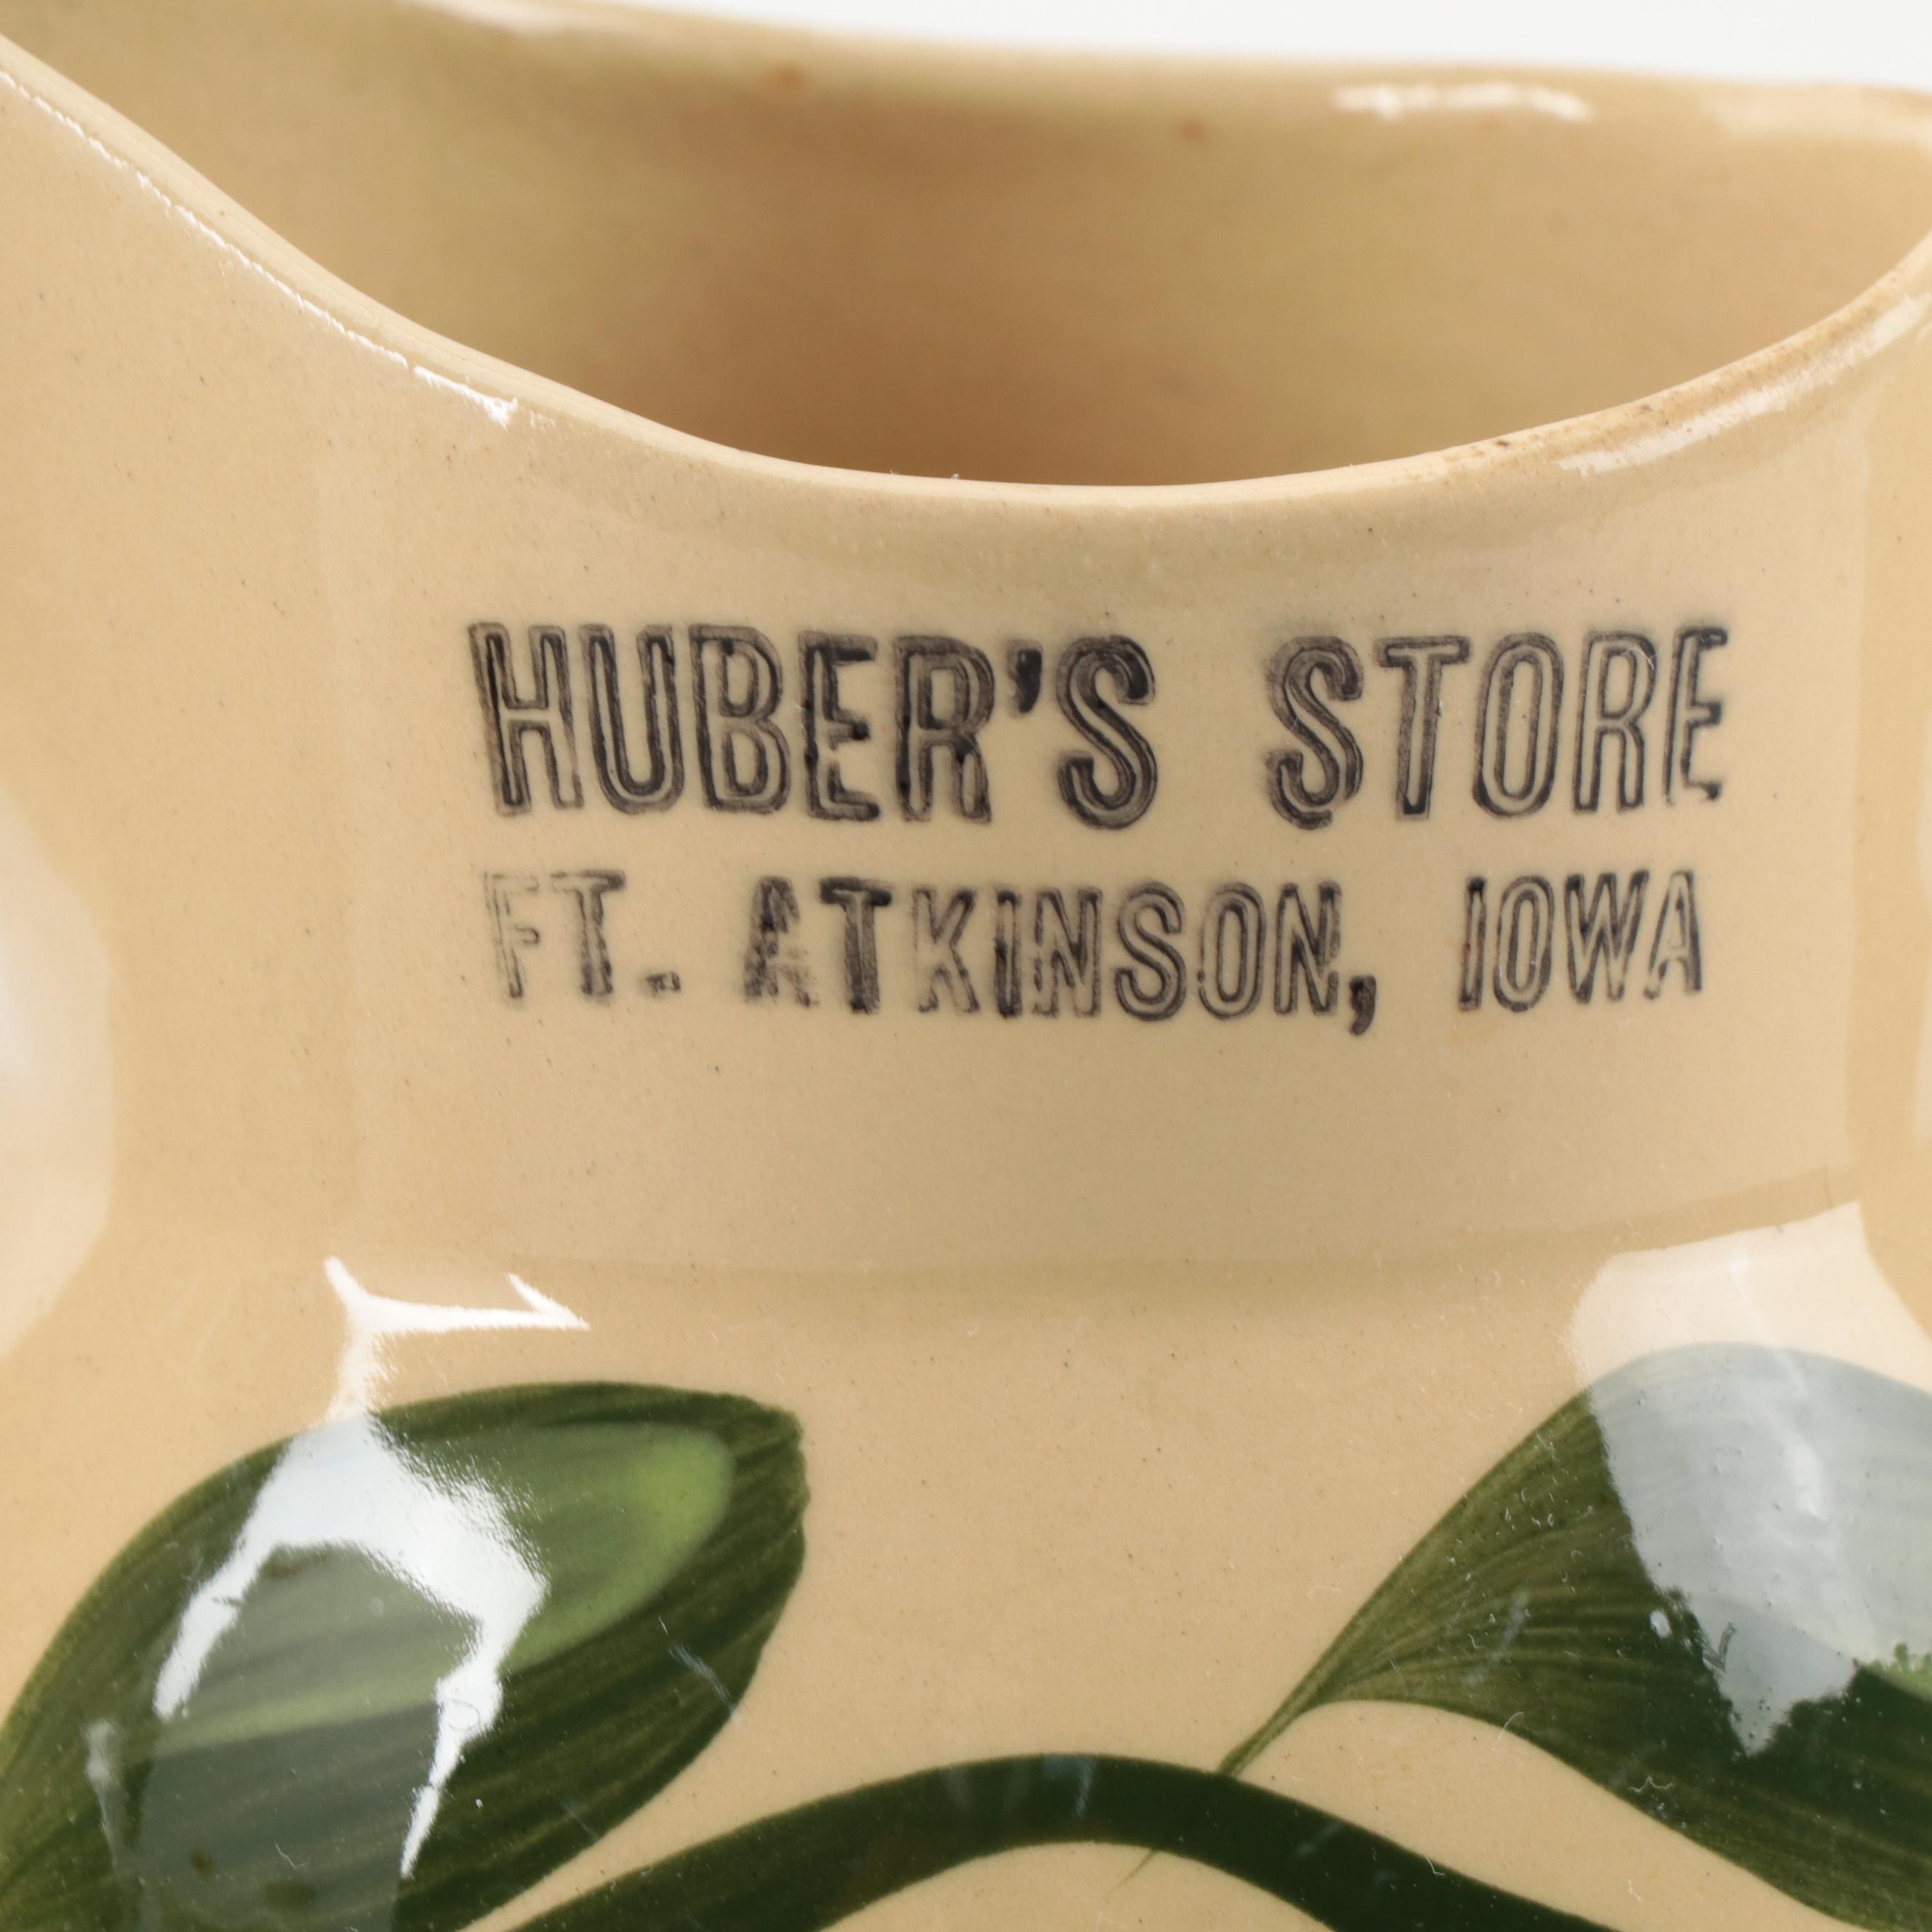 HUBER'S STORE
FT. ATKINSON, IOWA